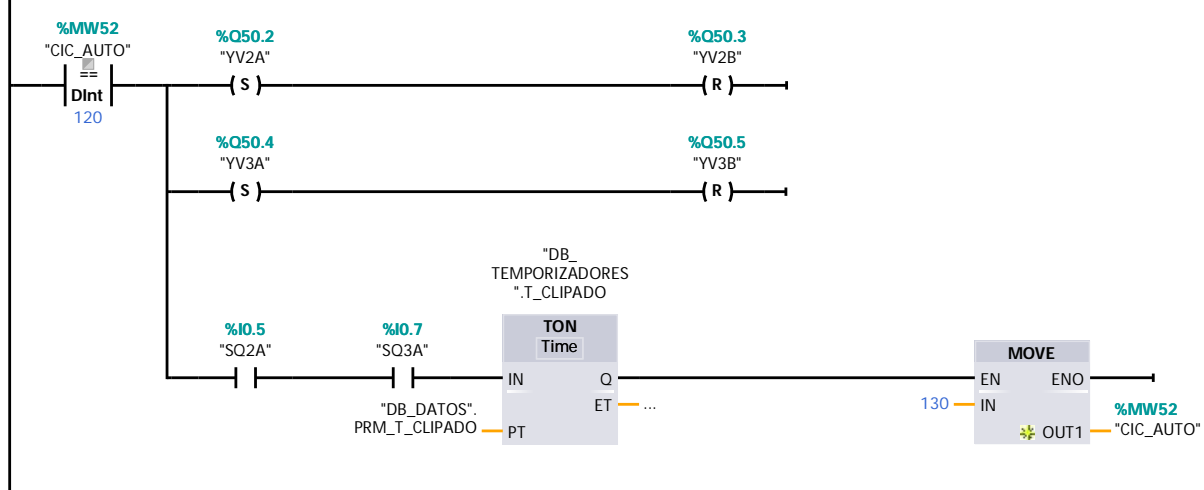 %MW52
"CIC_AUTO"
==
DInt
120
%Q50.2
"YV2A"
S
%Q50.3
"YV2B"
R
%Q50.4
"YV3A"
S
%Q50.5
"YV3B"
R
"DB_
TEMPORIZADORES
".T_CLIPADO
%I0.5
"SQ2A"
%I0.7
"SQ3A"
TON
Time
IN Q
ET ...
"DB_DATOS".
PRM_T_CLIPADO PT
MOVE
EN ENO
130 IN
%MW52
OUT1 "CIC_AUTO"